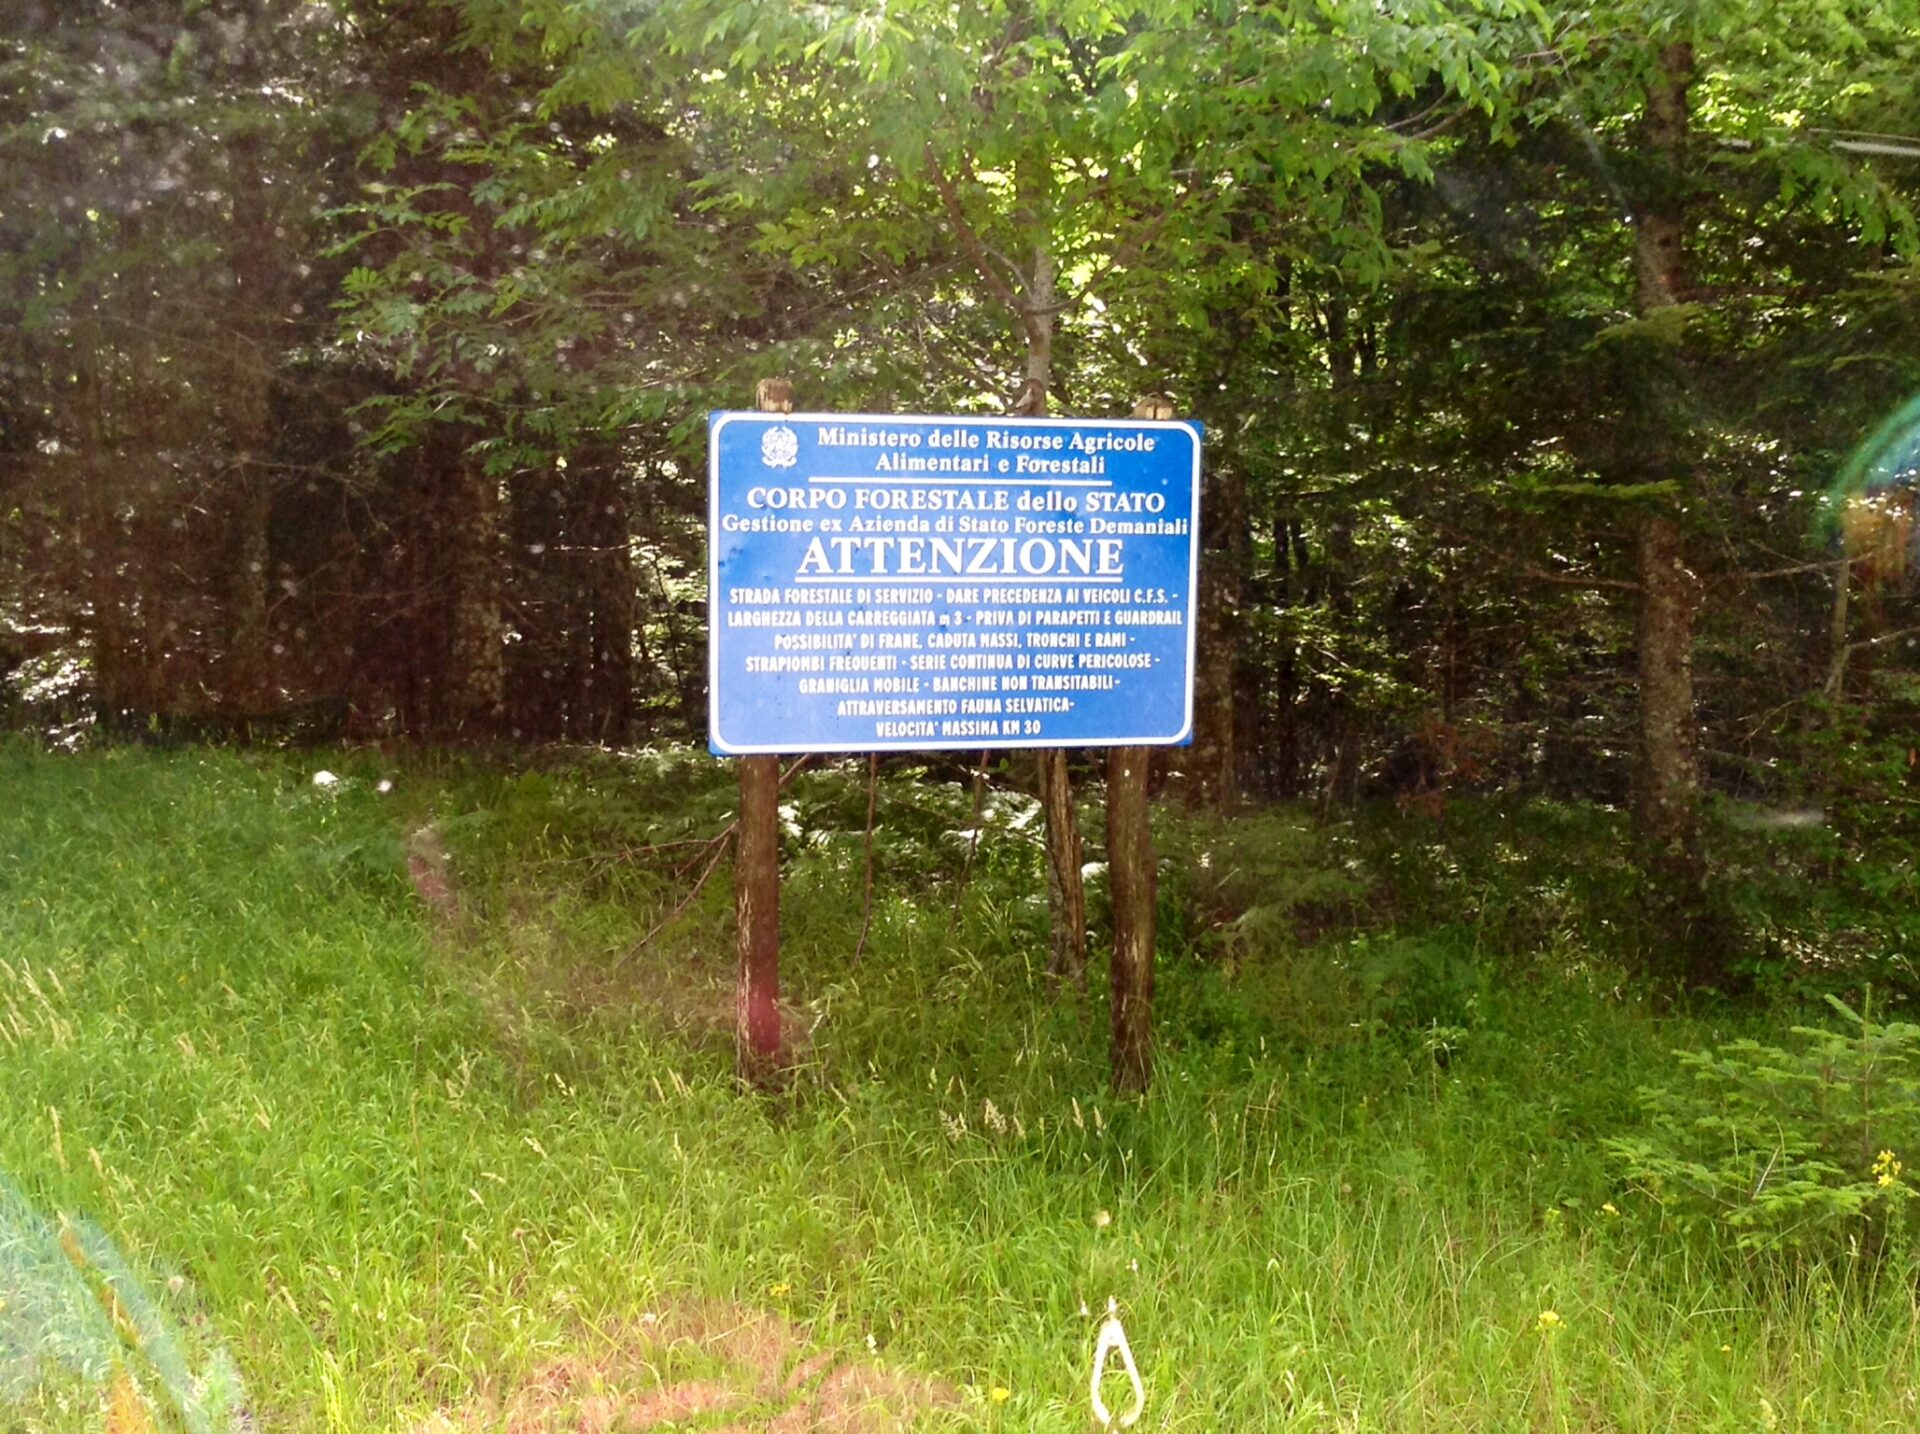 Ministero delle Risorse Agricole
Alimentari e Forestali
CORPO FORESTALE dello STATO
Gestione ex Azienda di Stato Foreste Demaniali
ATTENZIONE
STRADA FORESTALE DI SERVIZIO - DARE PRECEDENZA AI VEICOLI C.F.S. -
LARGHEZZA DELLA CARREGGIATA m 3 - PRIVA DI PARAPETTI E GUARDRAIL
POSSIBILITA' DI FRANE, CADUTA MASSI, TRONCHI E RAMI -
STRAPIOMBI FREQUENTI - SERIE CONTINUA DI CURVE PERICOLOSE -
GRANIGLIA MOBILE - BANCHINE NON TRANSITABILI-
ATTRAVERSAMENTO FAUNA SELVATICA-
VELOCITA' MASSIMA KM 30